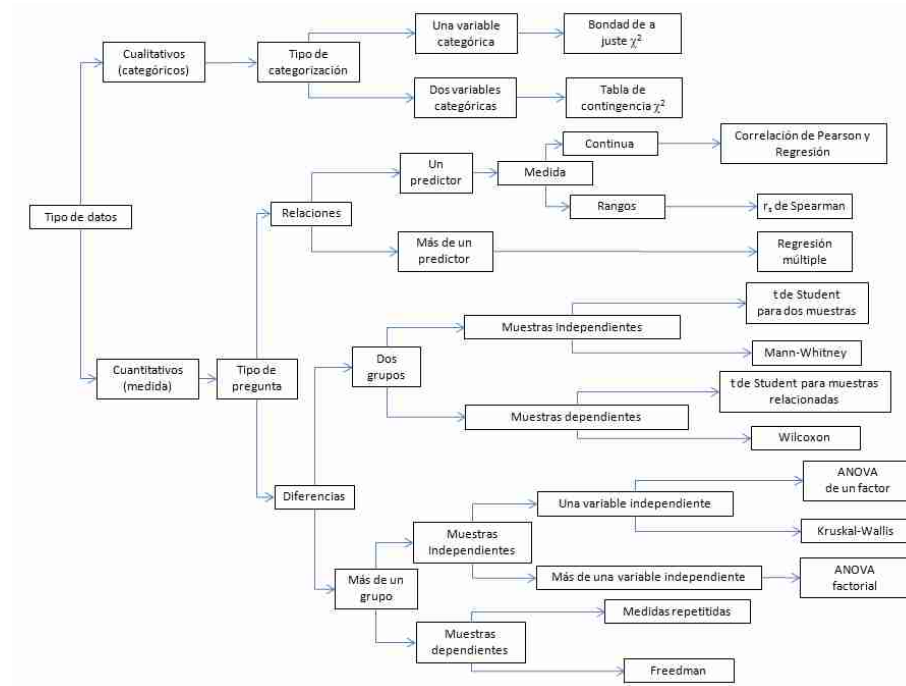 Una variable
categórica
Bondad de a
juste χ²
Cualitativos
(categóricos)
Tipo de
categorización
Dos variables
categóricas
Tabla de
contingencia χ²
Tipo de datos
Relaciones
Un
predictor
Medida
Continua
Correlación de Pearson y
Regresión
Rangos
rₛ de Spearman
Más de un
predictor
Regresión
múltiple
Cuantitativos
(medida)
Tipo de
pregunta
Dos
grupos
Muestras Independientes
t de Student
para dos muestras
Mann-Whitney
Muestras dependientes
t de Student para muestras
relacionadas
Wilcoxon
Diferencias
Más de un
grupo
Muestras
Independientes
Una variable independiente
ANOVA
de un factor
Kruskal-Wallis
Más de una variable independiente
ANOVA
factorial
Muestras
dependientes
Medidas repetitidas
Freedman